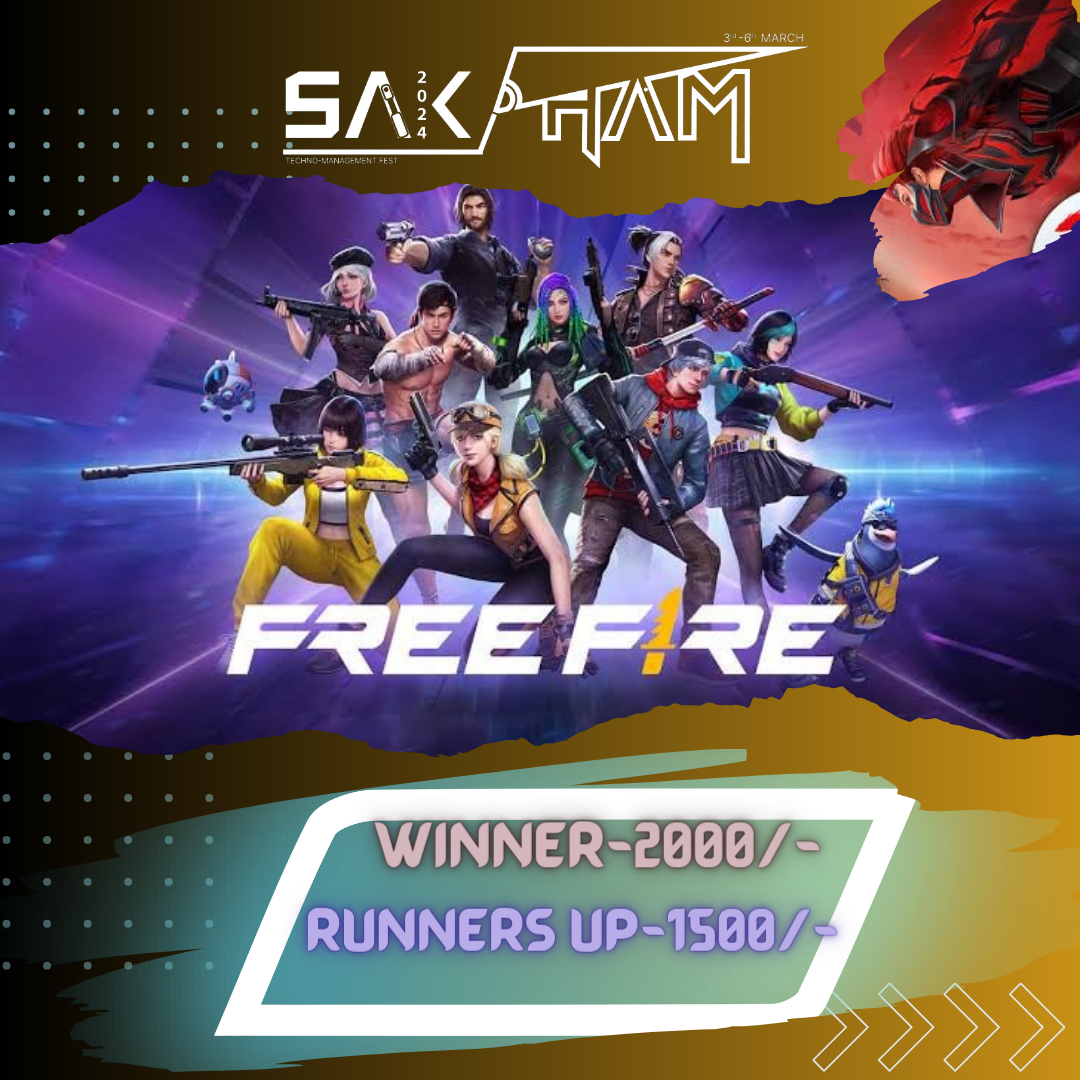 3rd-6th MARCH
SAKSHAM
2024
TECHNO-MANAGEMENT FEST
FREE FIRE
WINNER-2000/-
RUNNERS UP-1500/-